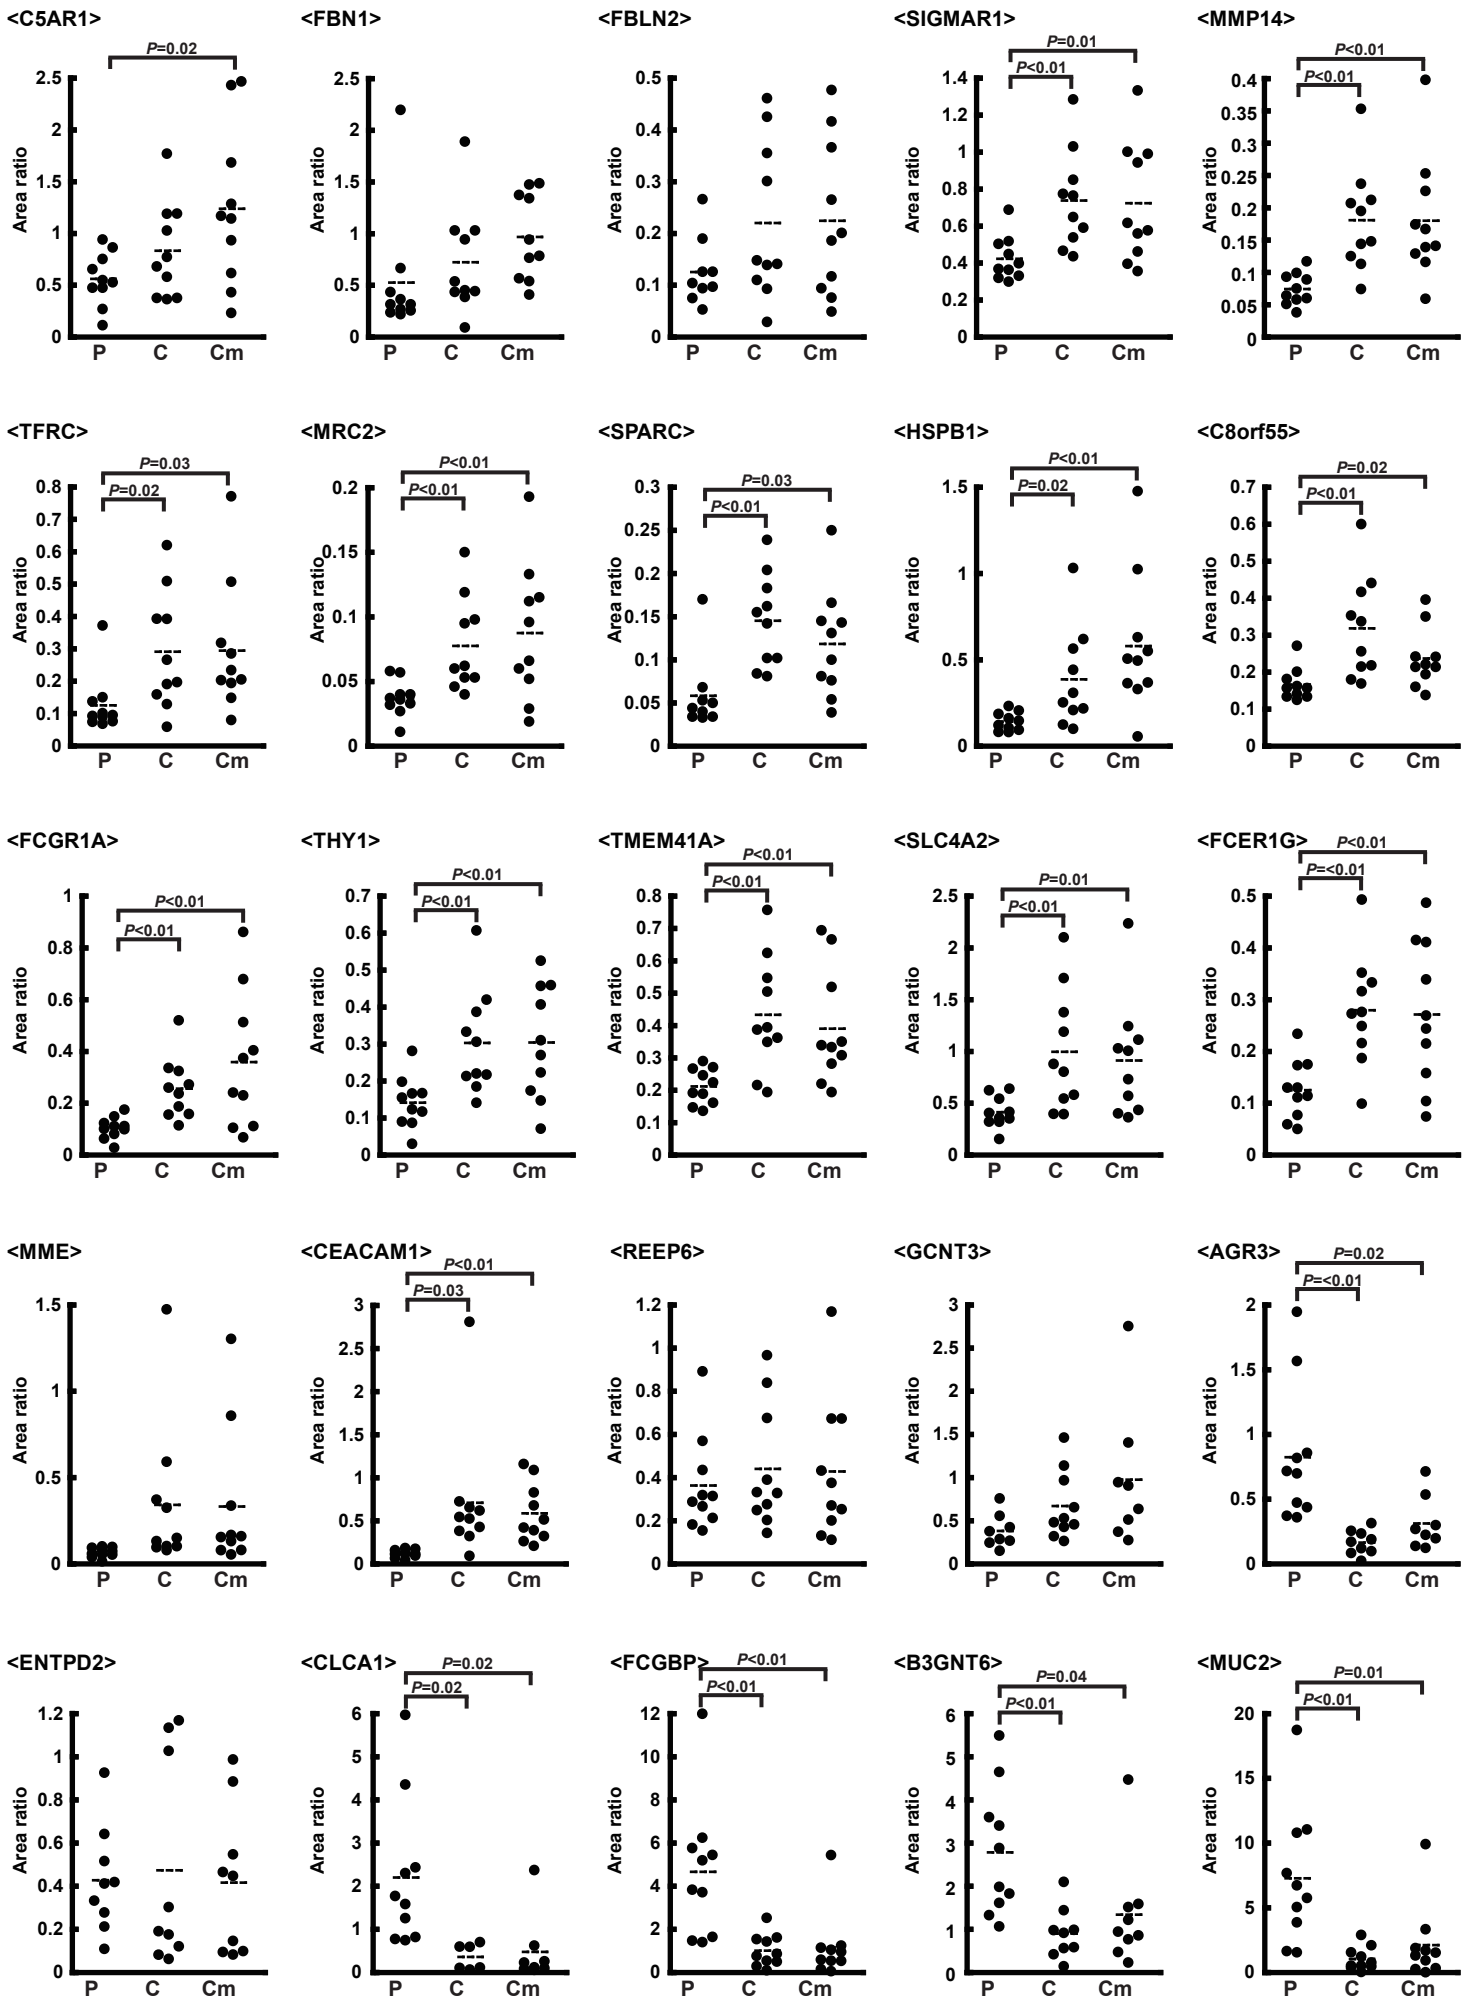 <C5AR1> <FBN1> <FBLN2> <SIGMAR1> <MMP14>
P=0.02 P=0.01 P<0.01 P<0.01 P<0.01
Area ratio 2.5 2 1.5 1 0.5 0 P C Cm
Area ratio 2.5 2 1.5 1 0.5 0 P C Cm
Area ratio 0.5 0.4 0.3 0.2 0.1 0 P C Cm
Area ratio 1.4 1.2 1 0.8 0.6 0.4 0.2 0 P C Cm
Area ratio 0.4 0.35 0.3 0.25 0.2 0.15 0.1 0.05 0 P C Cm
<TFRC> <MRC2> <SPARC> <HSPB1> <C8orf55>
P=0.03 P=0.02 P<0.01 P<0.01 P=0.03 P<0.01 P<0.01 P=0.02 P=0.02 P<0.01
Area ratio 0.8 0.7 0.6 0.5 0.4 0.3 0.2 0.1 0 P C Cm
Area ratio 0.2 0.15 0.1 0.05 0 P C Cm
Area ratio 0.3 0.25 0.2 0.15 0.1 0.05 0 P C Cm
Area ratio 1.5 1 0.5 0 P C Cm
Area ratio 0.7 0.6 0.5 0.4 0.3 0.2 0.1 0 P C Cm
<FCGR1A> <THY1> <TMEM41A> <SLC4A2> <FCER1G>
P<0.01 P<0.01 P<0.01 P<0.01 P<0.01 P<0.01 P=0.01 P<0.01 P<0.01 P=<0.01
Area ratio 1 0.8 0.6 0.4 0.2 0 P C Cm
Area ratio 0.7 0.6 0.5 0.4 0.3 0.2 0.1 0 P C Cm
Area ratio 0.8 0.7 0.6 0.5 0.4 0.3 0.2 0.1 0 P C Cm
Area ratio 2.5 2 1.5 1 0.5 0 P C Cm
Area ratio 0.5 0.4 0.3 0.2 0.1 0 P C Cm
<MME> <CEACAM1> <REEP6> <GCNT3> <AGR3>
P<0.01 P=0.03 P=0.02 P=<0.01
Area ratio 1.5 1 0.5 0 P C Cm
Area ratio 3 2.5 2 1.5 1 0.5 0 P C Cm
Area ratio 1.2 1 0.8 0.6 0.4 0.2 0 P C Cm
Area ratio 3 2.5 2 1.5 1 0.5 0 P C Cm
Area ratio 2 1.5 1 0.5 0 P C Cm
<ENTPD2> <CLCA1> <FCGBP> <B3GNT6> <MUC2>
P=0.02 P=0.02 P<0.01 P<0.01 P=0.04 P<0.01 P=0.01 P<0.01
Area ratio 1.2 1 0.8 0.6 0.4 0.2 0 P C Cm
Area ratio 6 5 4 3 2 1 0 P C Cm
Area ratio 12 10 8 6 4 2 0 P C Cm
Area ratio 6 5 4 3 2 1 0 P C Cm
Area ratio 20 15 10 5 0 P C Cm